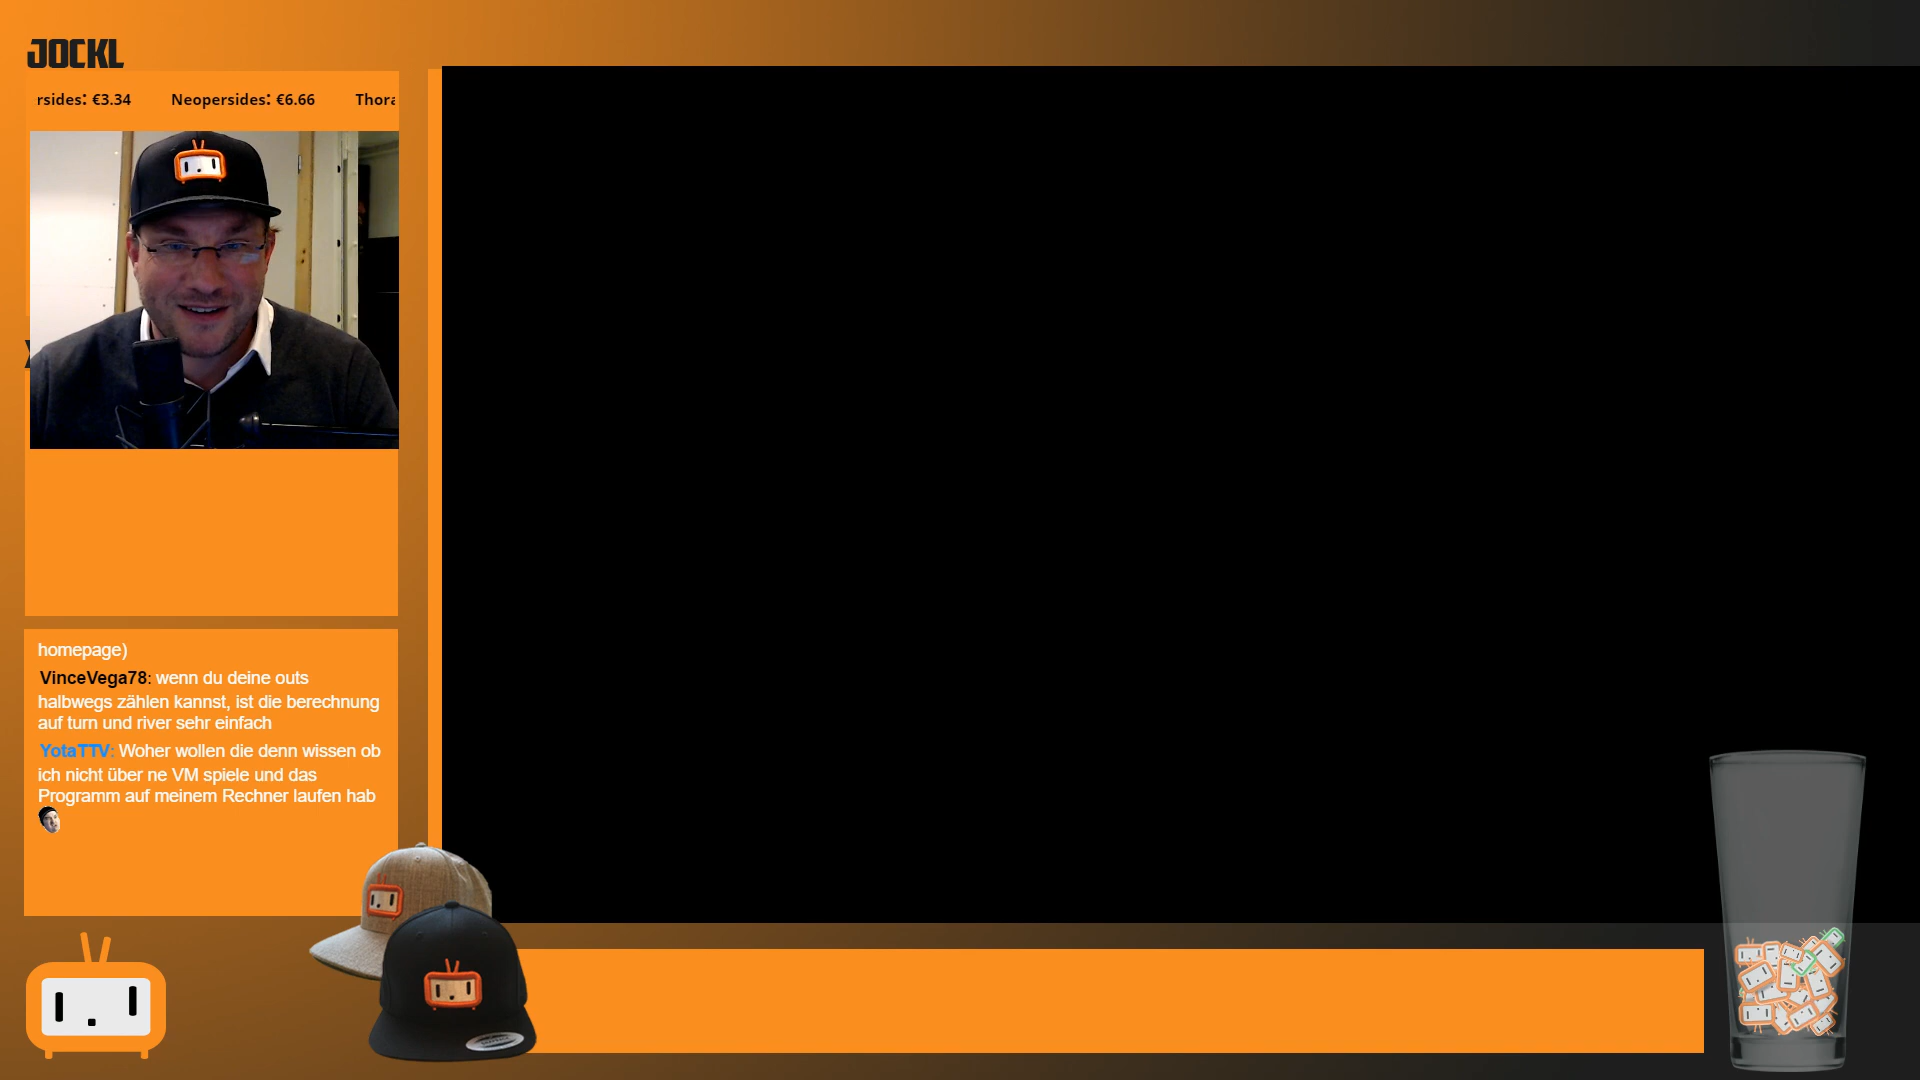 JOCKL
rsides: €3.34 Neopersides: €6.66 Thora
homepage)
VinceVega78: wenn du deine outs
halbwegs zählen kannst, ist die berechnung
auf turn und river sehr einfach
YotaTTV: Woher wollen die denn wissen ob
ich nicht über ne VM spiele und das
Programm auf meinem Rechner laufen hab